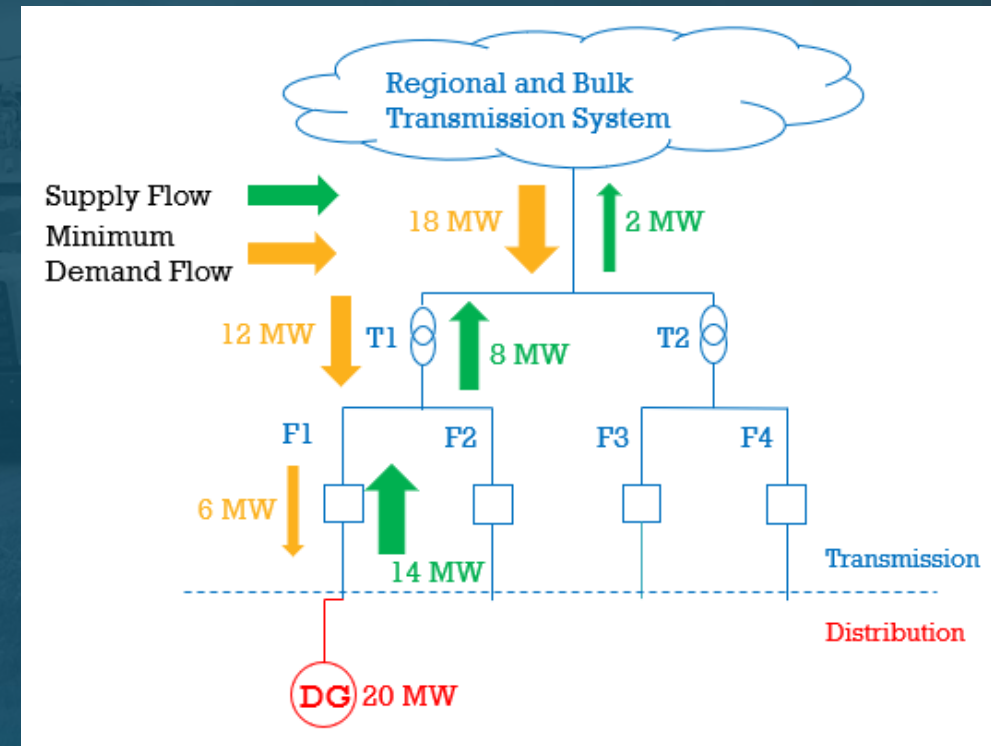 Regional and Bulk
Transmission System
Supply Flow
Minimum
Demand Flow
18 MW
2 MW
12 MW
T1
8 MW
T2
F1
F2
F3
F4
6 MW
14 MW
Transmission
Distribution
DG 20 MW